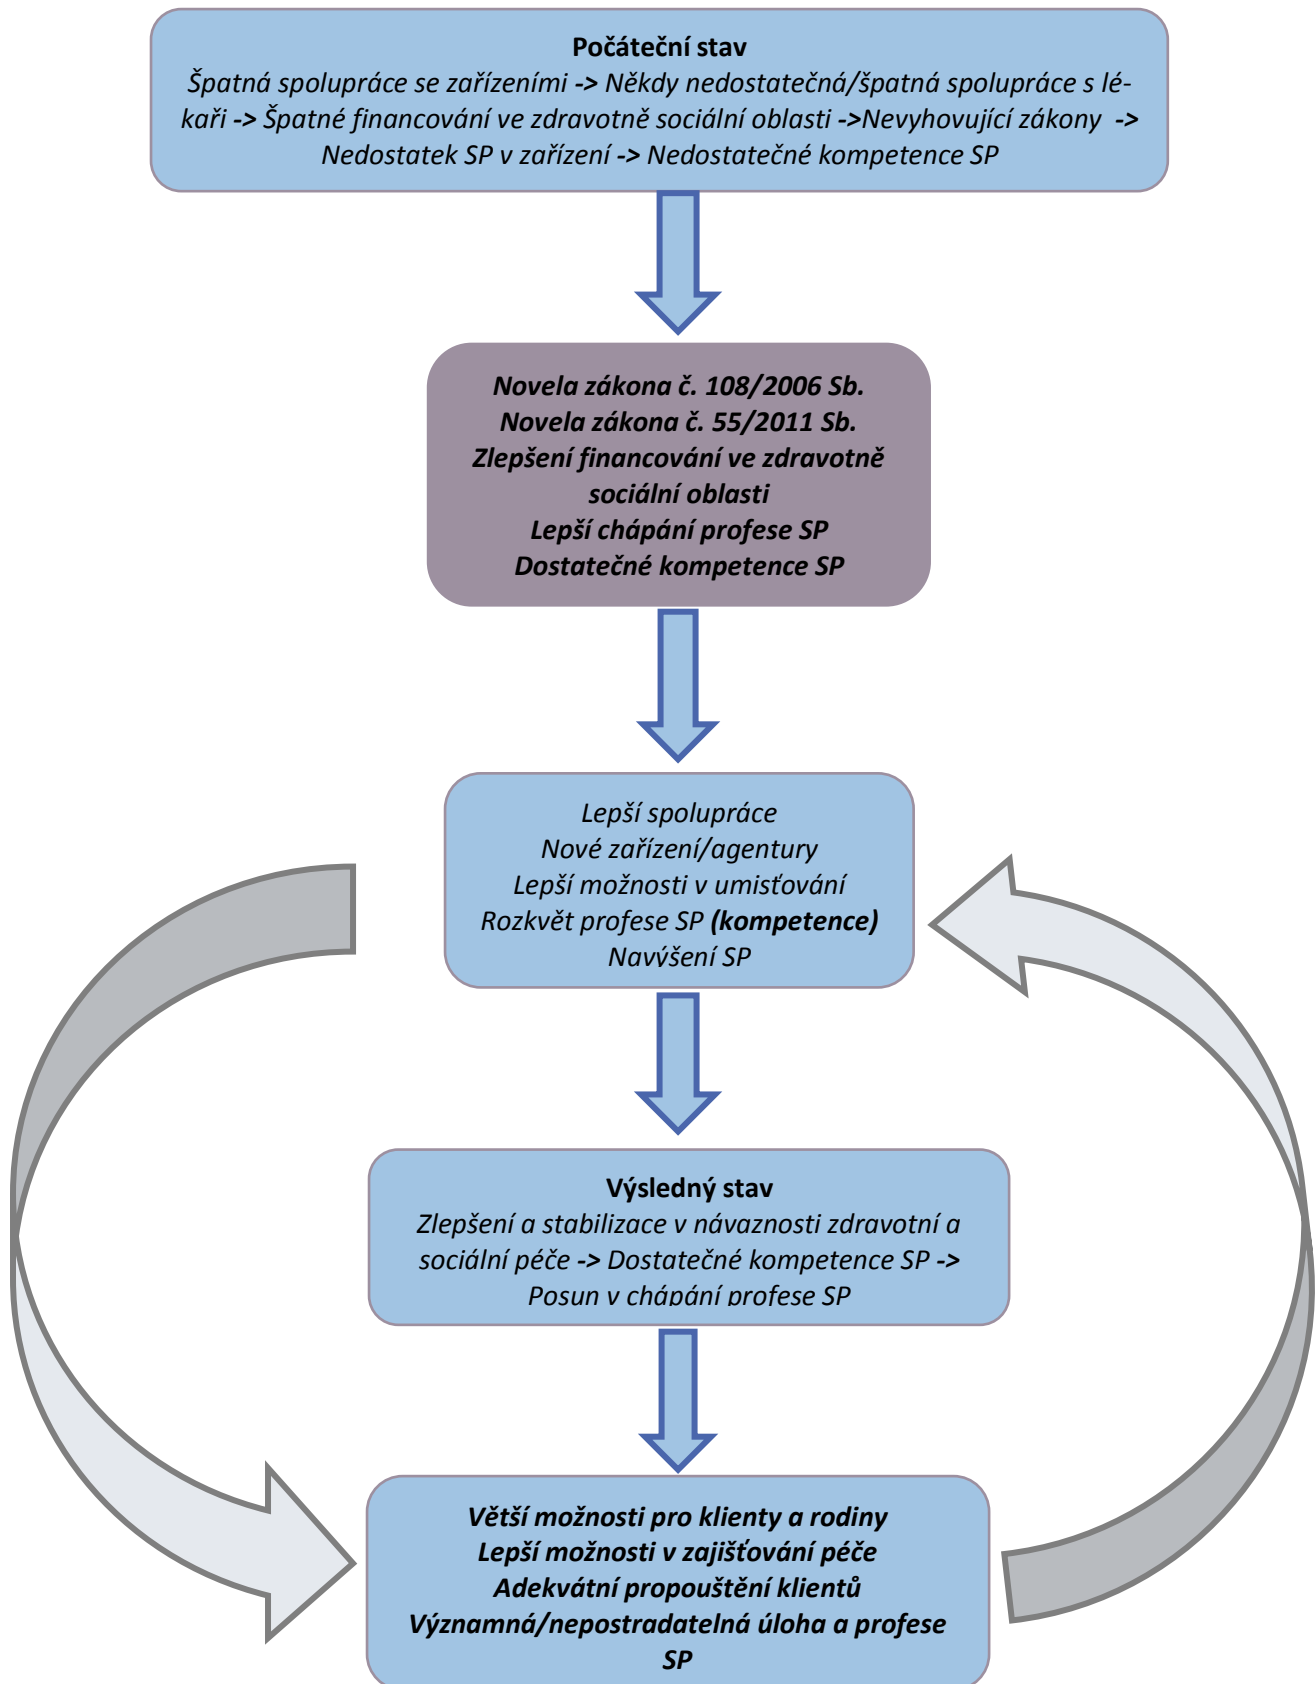 Počáteční stav
Špatná spolupráce se zařízeními -> Někdy nedostatečná/špatná spolupráce s lé-
kaři -> Špatné financování ve zdravotně sociální oblasti ->Nevyhovující zákony ->
Nedostatek SP v zařízení -> Nedostatečné kompetence SP
Novela zákona č. 108/2006 Sb.
Novela zákona č. 55/2011 Sb.
Zlepšení financování ve zdravotně
sociální oblasti
Lepší chápání profese SP
Dostatečné kompetence SP
Lepší spolupráce
Nové zařízení/agentury
Lepší možnosti v umisťování
Rozkvět profese SP (kompetence)
Navýšení SP
Výsledný stav
Zlepšení a stabilizace v návaznosti zdravotní a
sociální péče -> Dostatečné kompetence SP ->
Posun v chápání profese SP
Větší možnosti pro klienty a rodiny
Lepší možnosti v zajišťování péče
Adekvátní propouštění klientů
Významná/nepostradatelná úloha a profese
SP